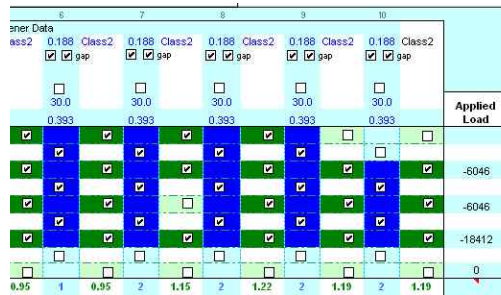 6 7 8 9 10
ener Data
ass2 0.188 Class2 0.188 Class2 0.188 Class2 0.188 Class2 0.188 Class2
gap gap gap gap gap
30.0 30.0 30.0 30.0 30.0
0.393 0.393 0.393 0.393 0.393
Applied
Load
-6046
-6046
-18412
0
0.95 1 0.95 2 1.15 2 1.22 2 1.19 2 1.19